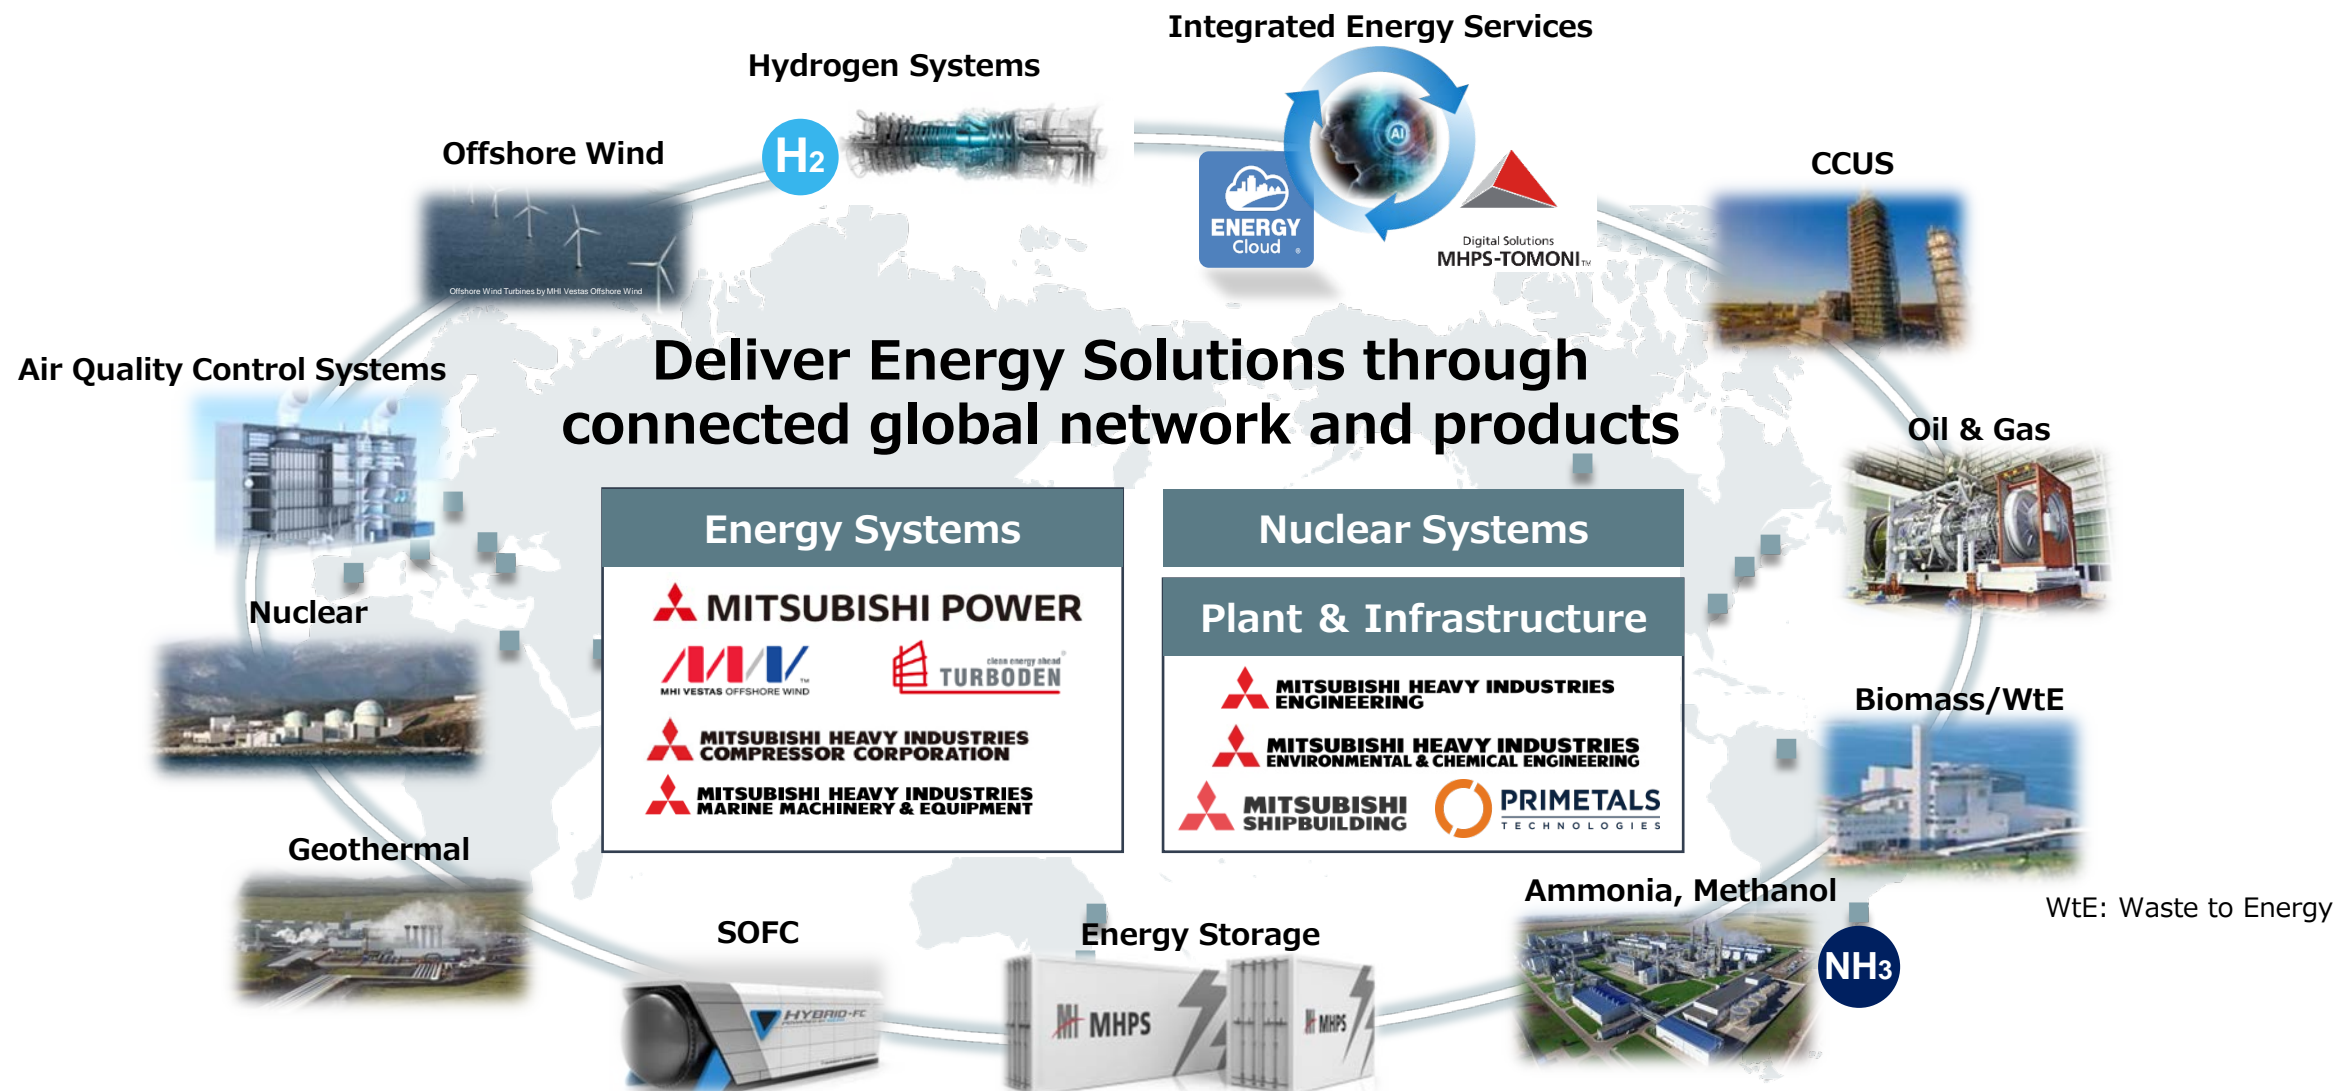 Integrated Energy Services
Hydrogen Systems
H2
AI
ENERGY
Cloud
Digital Solutions
MHPS-TOMONI™
Offshore Wind
Offshore Wind Turbines by MHI Vestas Offshore Wind
CCUS
Deliver Energy Solutions through
connected global network and products
Air Quality Control Systems
Oil & Gas
Energy Systems
MITSUBISHI POWER
MHI VESTAS OFFSHORE WIND
clean energy ahead
TURBODEN
MITSUBISHI HEAVY INDUSTRIES
COMPRESSOR CORPORATION
MITSUBISHI HEAVY INDUSTRIES
MARINE MACHINERY & EQUIPMENT
Nuclear Systems
Plant & Infrastructure
MITSUBISHI HEAVY INDUSTRIES
ENGINEERING
MITSUBISHI HEAVY INDUSTRIES
ENVIRONMENTAL & CHEMICAL ENGINEERING
MITSUBISHI
SHIPBUILDING
PRIMETALS
TECHNOLOGIES
Nuclear
Biomass/WtE
Geothermal
SOFC
HYBRID-FC
Energy Storage
MHPS
MHPS
Ammonia, Methanol
NH3
WtE: Waste to Energy